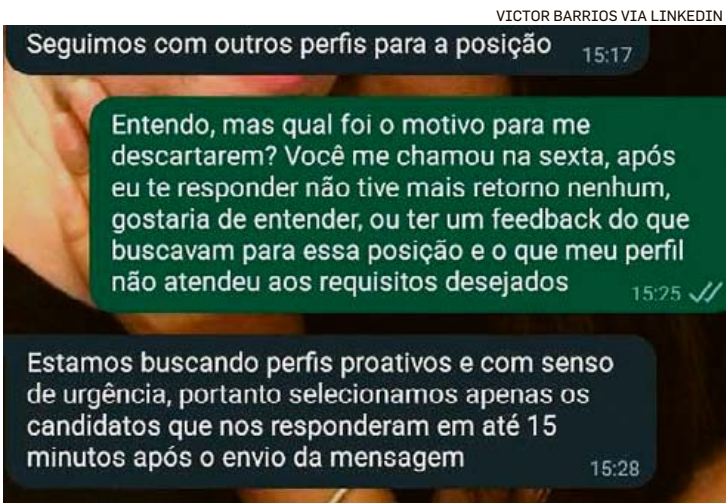 VICTOR BARRIOS VIA LINKEDIN
Seguimos com outros perfis para a posição
15:17
Entendo, mas qual foi o motivo para me
descartarem? Você me chamou na sexta, após
eu te responder não tive mais retorno nenhum,
gostaria de entender, ou ter um feedback do que
buscavam para essa posição e o que meu perfil
não atendeu aos requisitos desejados
15:25
Estamos buscando perfis proativos e com senso
de urgência, portanto selecionamos apenas os
candidatos que nos responderam em até 15
minutos após o envio da mensagem
15:28